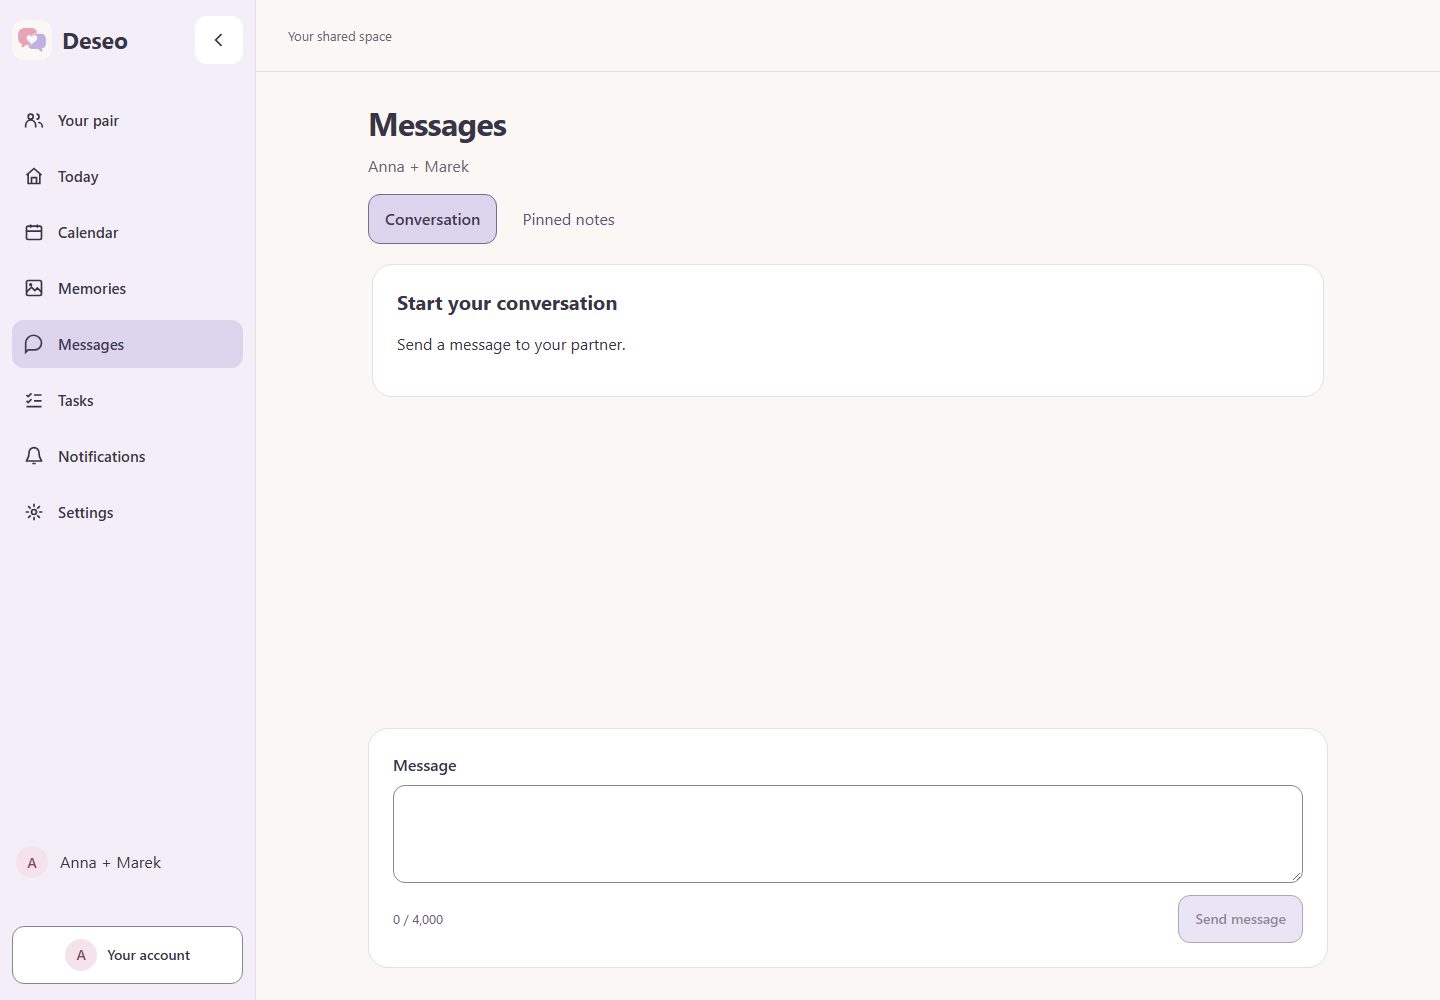 Deseo
Your shared space
Your pair
Today
Calendar
Memories
Messages
Tasks
Notifications
Settings
A
Anna + Marek
A
Your account
Messages
Anna + Marek
Conversation
Pinned notes
Start your conversation
Send a message to your partner.
Message
0 / 4,000
Send message